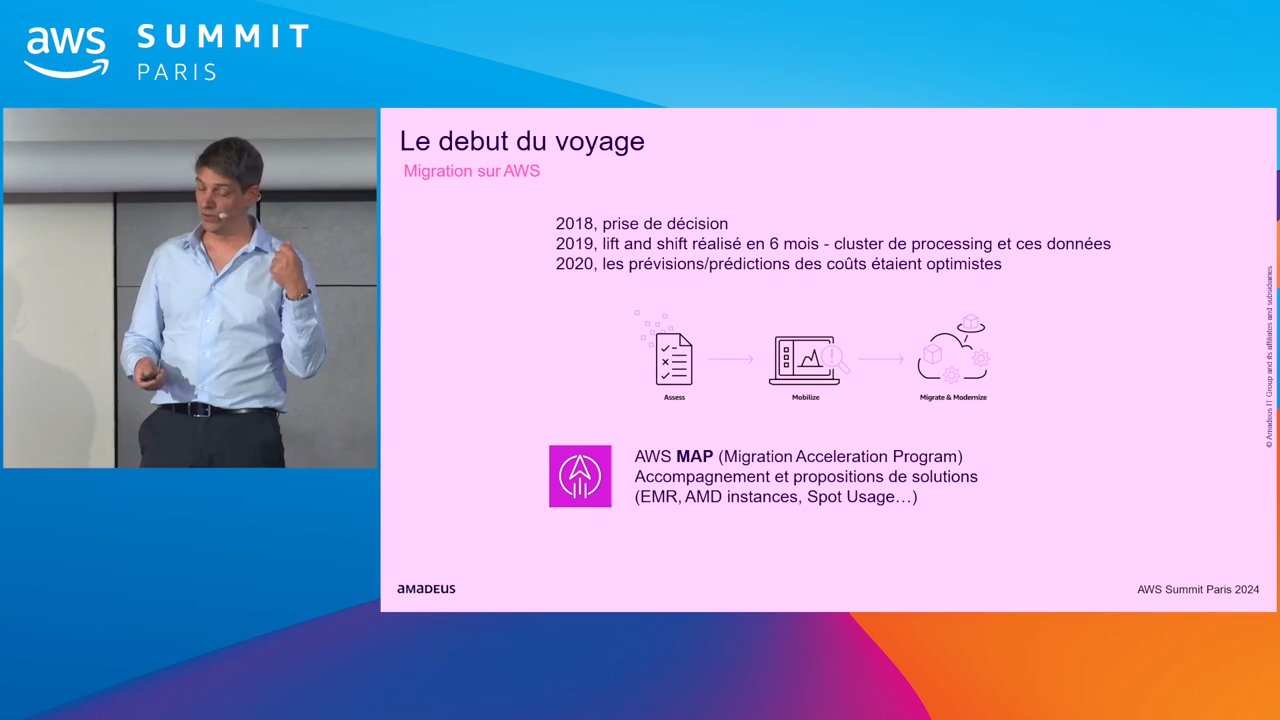 aws SUMMIT
PARIS
Le debut du voyage
Migration sur AWS
2018, prise de décision
2019, lift and shift réalisé en 6 mois - cluster de processing et ces données
2020, les prévisions/prédictions des coûts étaient optimistes
Assess
Mobilize
Migrate & Modernize
AWS MAP (Migration Acceleration Program)
Accompagnement et propositions de solutions
(EMR, AMD instances, Spot Usage…)
amadeus
AWS Summit Paris 2024
© Amadeus IT Group and its affiliates and subsidiaries